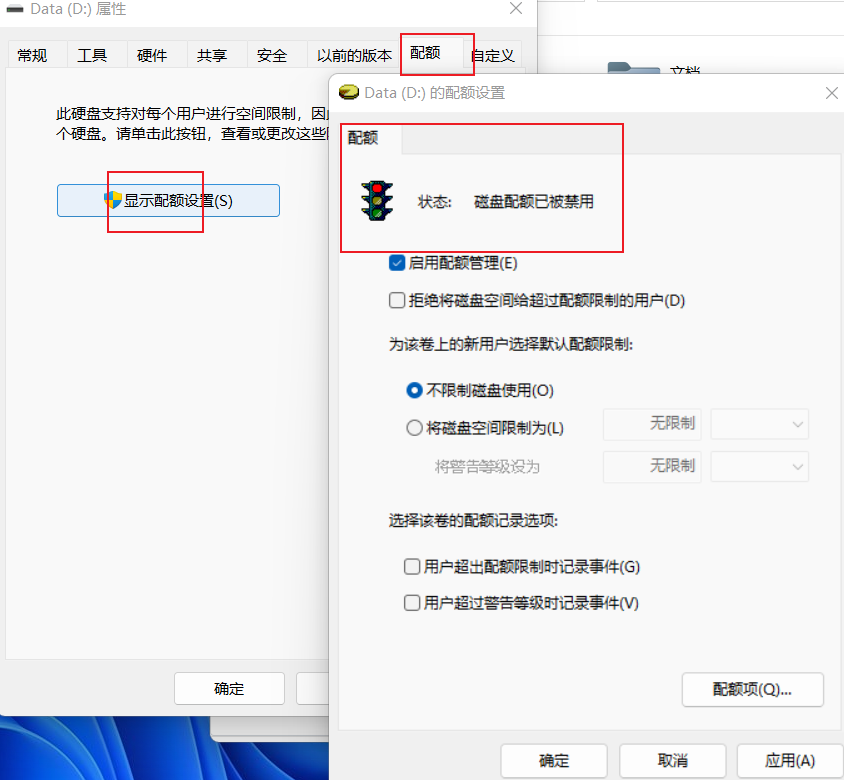 Data (D:) 属性
常规 工具 硬件 共享 安全 以前的版本 配额 自定义
文档
此硬盘支持对每个用户进行空间限制，因
个硬盘。请单击此按钮，查看或更改这些
显示配额设置(S)
确定
Data (D:) 的配额设置
配额
状态: 磁盘配额已被禁用
启用配额管理(E)
拒绝将磁盘空间给超过配额限制的用户(D)
为该卷上的新用户选择默认配额限制:
不限制磁盘使用(O)
将磁盘空间限制为(L) 无限制
将警告等级设为 无限制
选择该卷的配额记录选项:
用户超出配额限制时记录事件(G)
用户超过警告等级时记录事件(V)
配额项(Q)...
确定 取消 应用(A)